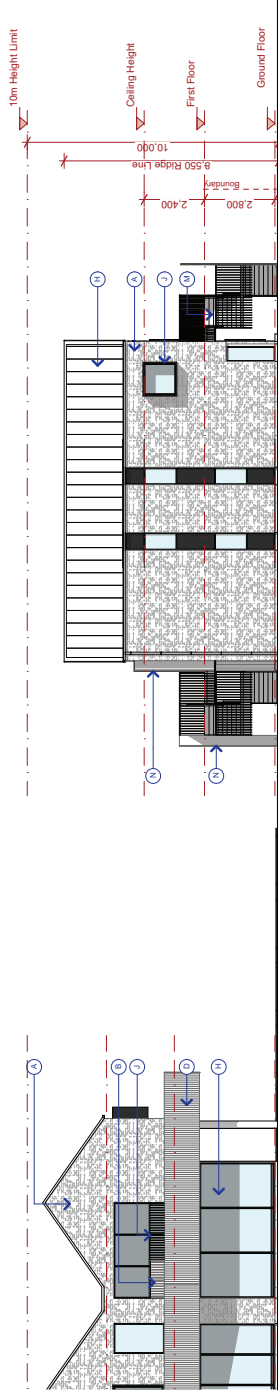 10m Height Limit
Ceiling Height
First Floor
Ground Floor
10,000
8,550 Ridge Line
Boundary
2,400
2,800
H
A
J
M
N
N
A
B
J
D
H